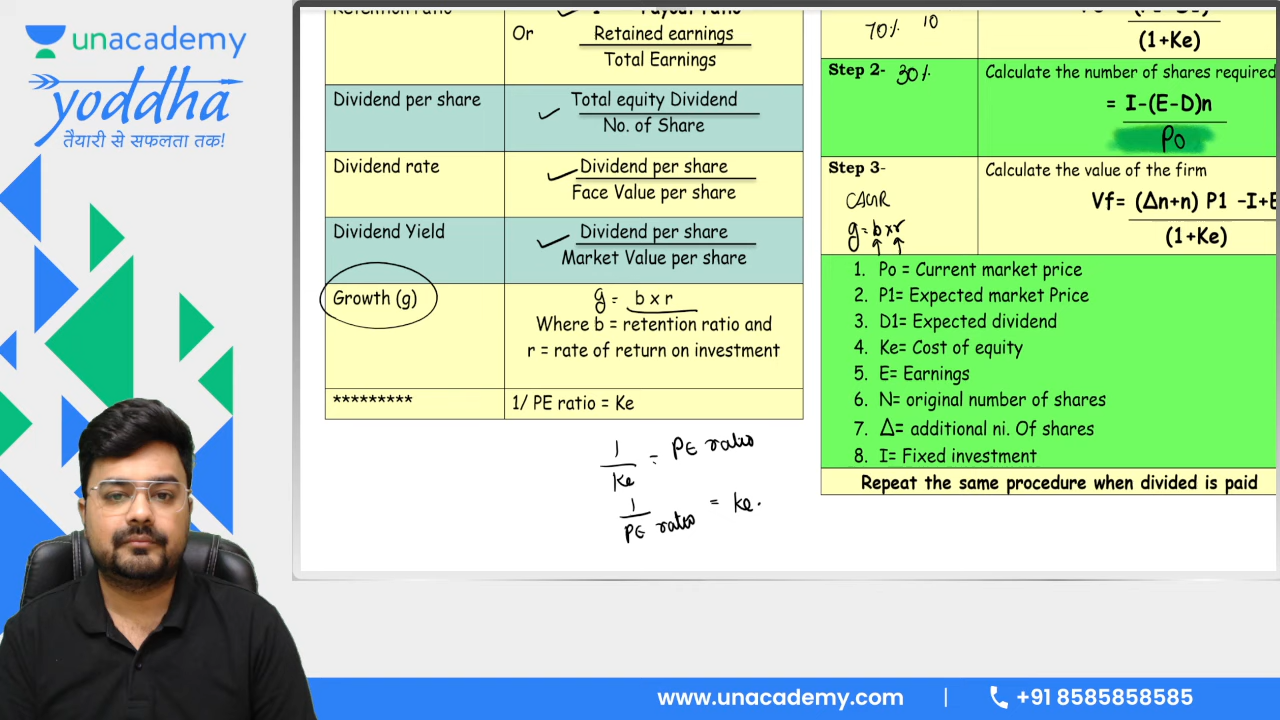 unacademy
yoddha
तैयारी से सफलता तक!
Retention ratio
Or
Retained earnings
Total Earnings
Dividend per share
Total equity Dividend
No. of Share
Dividend rate
Dividend per share
Face Value per share
Dividend Yield
Dividend per share
Market Value per share
Growth (g)
g = b x r
Where b = retention ratio and
r = rate of return on investment
*********
1/ PE ratio = Ke
1/Ke = PE ratio
1/PE ratio = ke.
70% 10
(1+Ke)
Step 2- 30%
Calculate the number of shares required
= I-(E-D)n
Po
Step 3-
Calculate the value of the firm
CAGR
g = b x r
Vf= (Δn+n) P1 -I+E
(1+Ke)
1. Po = Current market price
2. P1= Expected market Price
3. D1= Expected dividend
4. Ke= Cost of equity
5. E= Earnings
6. N= original number of shares
7. Δ= additional ni. Of shares
8. I= Fixed investment
Repeat the same procedure when divided is paid
www.unacademy.com | +91 8585858585